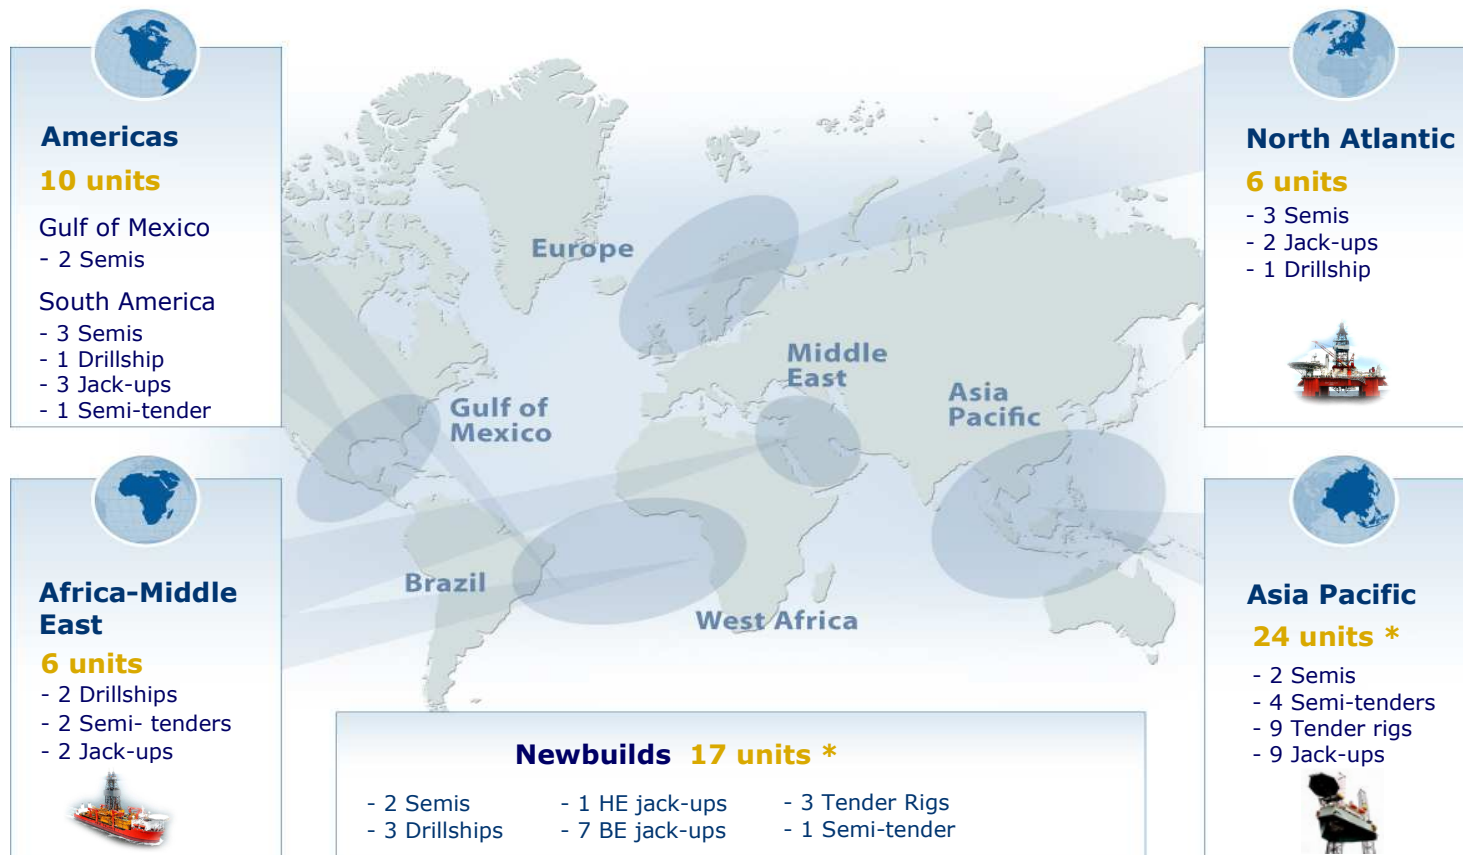 Americas
10 units
Gulf of Mexico
- 2 Semis
South America
- 3 Semis
- 1 Drillship
- 3 Jack-ups
- 1 Semi-tender
Africa-Middle
East
6 units
- 2 Drillships
- 2 Semi- tenders
- 2 Jack-ups
Europe
Middle
East
Asia
Pacific
Gulf of
Mexico
Brazil
West Africa
North Atlantic
6 units
- 3 Semis
- 2 Jack-ups
- 1 Drillship
Asia Pacific
24 units *
- 2 Semis
- 4 Semi-tenders
- 9 Tender rigs
- 9 Jack-ups
Newbuilds 17 units *
- 2 Semis
- 3 Drillships
- 1 HE jack-ups
- 7 BE jack-ups
- 3 Tender Rigs
- 1 Semi-tender